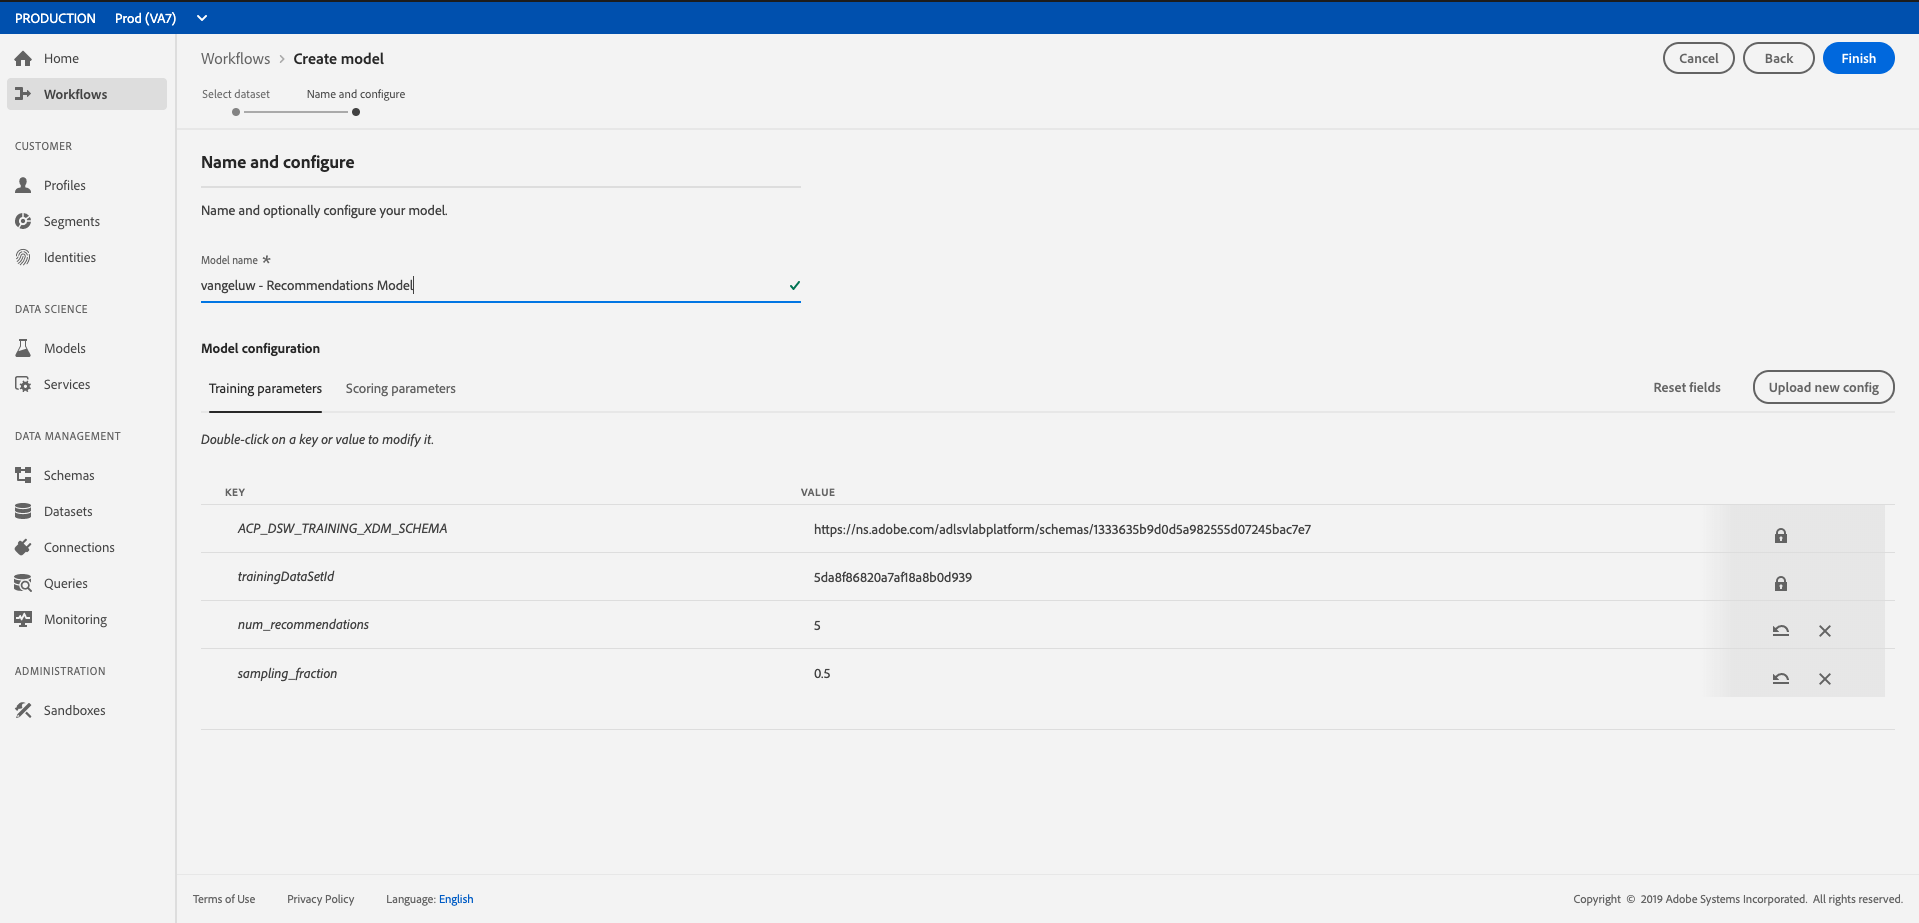 PRODUCTION Prod (VA7)
Home
Workflows
CUSTOMER
Profiles
Segments
Identities
DATA SCIENCE
Models
Services
DATA MANAGEMENT
Schemas
Datasets
Connections
Queries
Monitoring
ADMINISTRATION
Sandboxes
Workflows > Create model
Cancel Back Finish
Select dataset Name and configure
Name and configure
Name and optionally configure your model.
Model name *
vangeluw - Recommendations Model
Model configuration
Training parameters Scoring parameters
Reset fields Upload new config
Double-click on a key or value to modify it.
KEY VALUE
ACP_DSW_TRAINING_XDM_SCHEMA https://ns.adobe.com/adlsvlabplatform/schemas/1333635b9d0d5a982555d07245bac7e7
trainingDataSetId 5da8f86820a7af18a8b0d939
num_recommendations 5
sampling_fraction 0.5
Terms of Use Privacy Policy Language: English
Copyright © 2019 Adobe Systems Incorporated. All rights reserved.